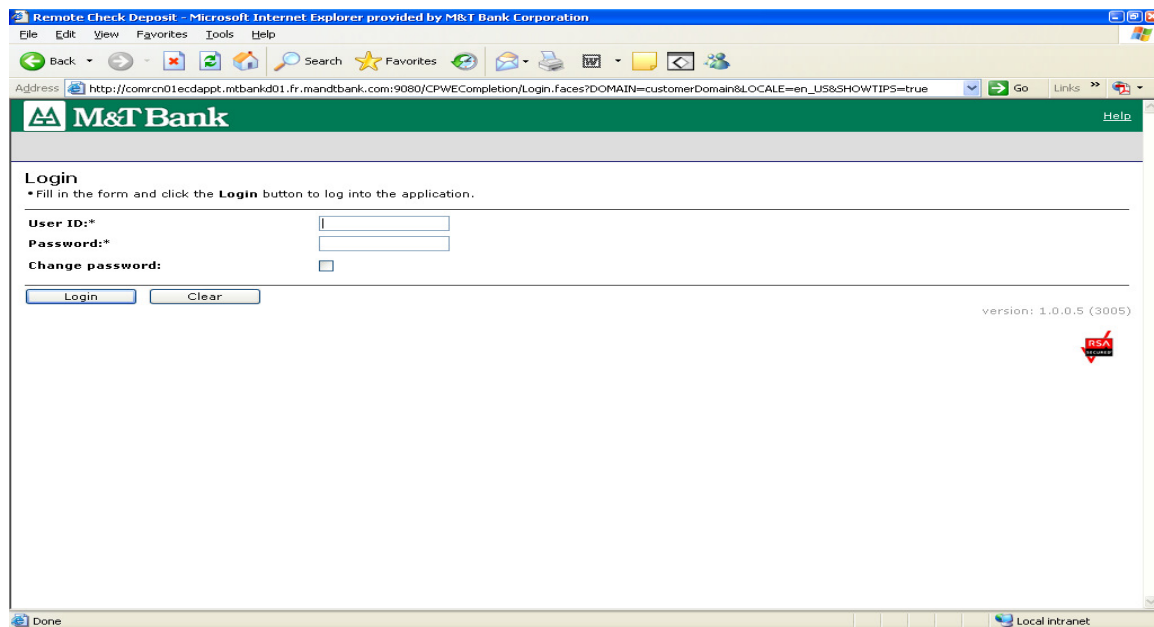 Remote Check Deposit - Microsoft Internet Explorer provided by M&T Bank Corporation
File Edit View Favorites Tools Help
Back Search Favorites
Address http://comrcn01ecdappt.mtbankd01.fr.mandtbank.com:9080/CPWECompletion/Login.faces?DOMAIN=customerDomain&LOCALE=en_US&SHOWTIPS=true Go Links »
M&T Bank Help
Login
• Fill in the form and click the Login button to log into the application.
User ID:*
Password:*
Change password:
Login Clear
version: 1.0.0.5 (3005)
RSA
SECURED
Done Local intranet